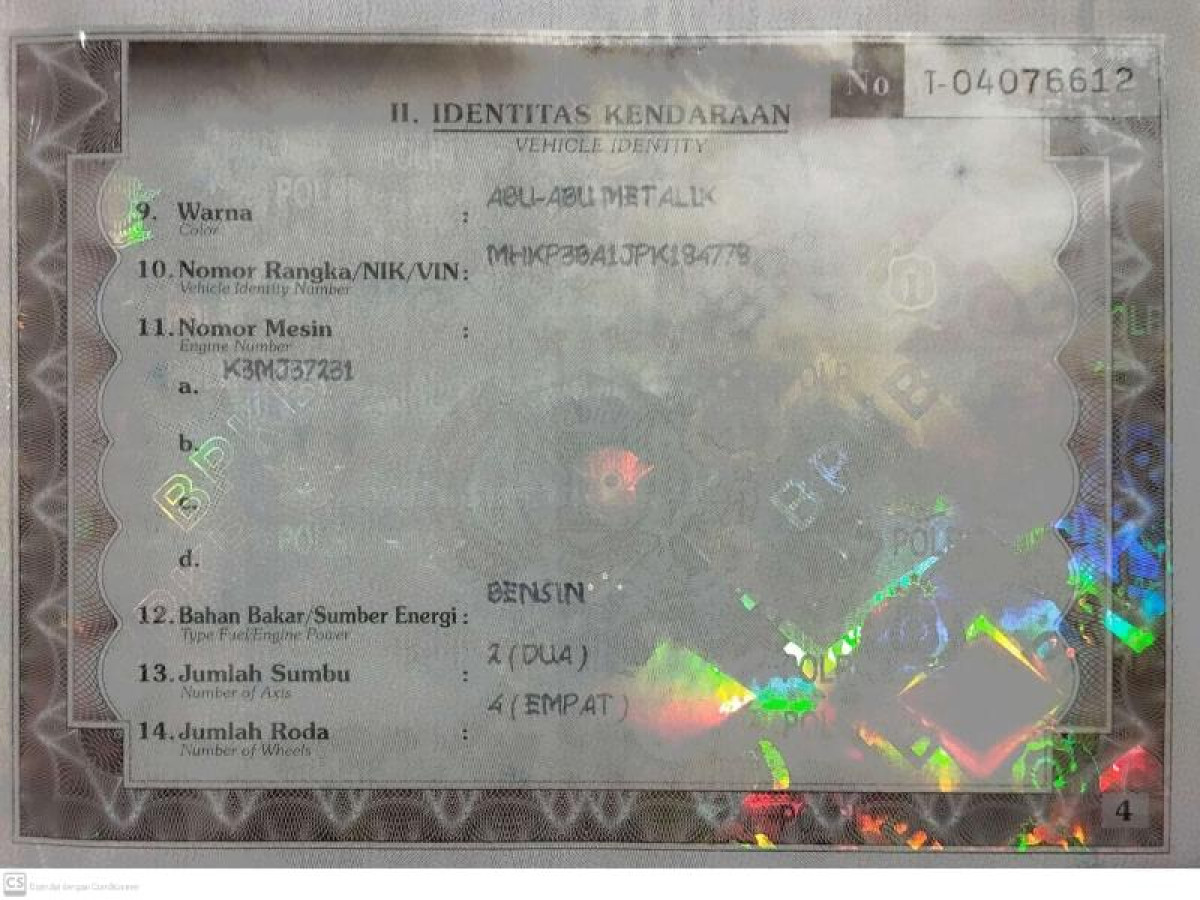 No T-04076612
II. IDENTITAS KENDARAAN
VEHICLE IDENTITY
ABU-ABU METALIK
9. Warna :
Color
MHKP3BA1JPK184778
10. Nomor Rangka/NIK/VIN:
Vehicle Identity Number
11. Nomor Mesin :
Engine Number
K3MJ37231
a.
b.
c.
d.
BENSIN
12. Bahan Bakar/Sumber Energi :
Type Fuel/Engine Power
2 (DUA)
13. Jumlah Sumbu :
Number of Axis
4 (EMPAT)
14. Jumlah Roda :
Number of Wheels
4
CS